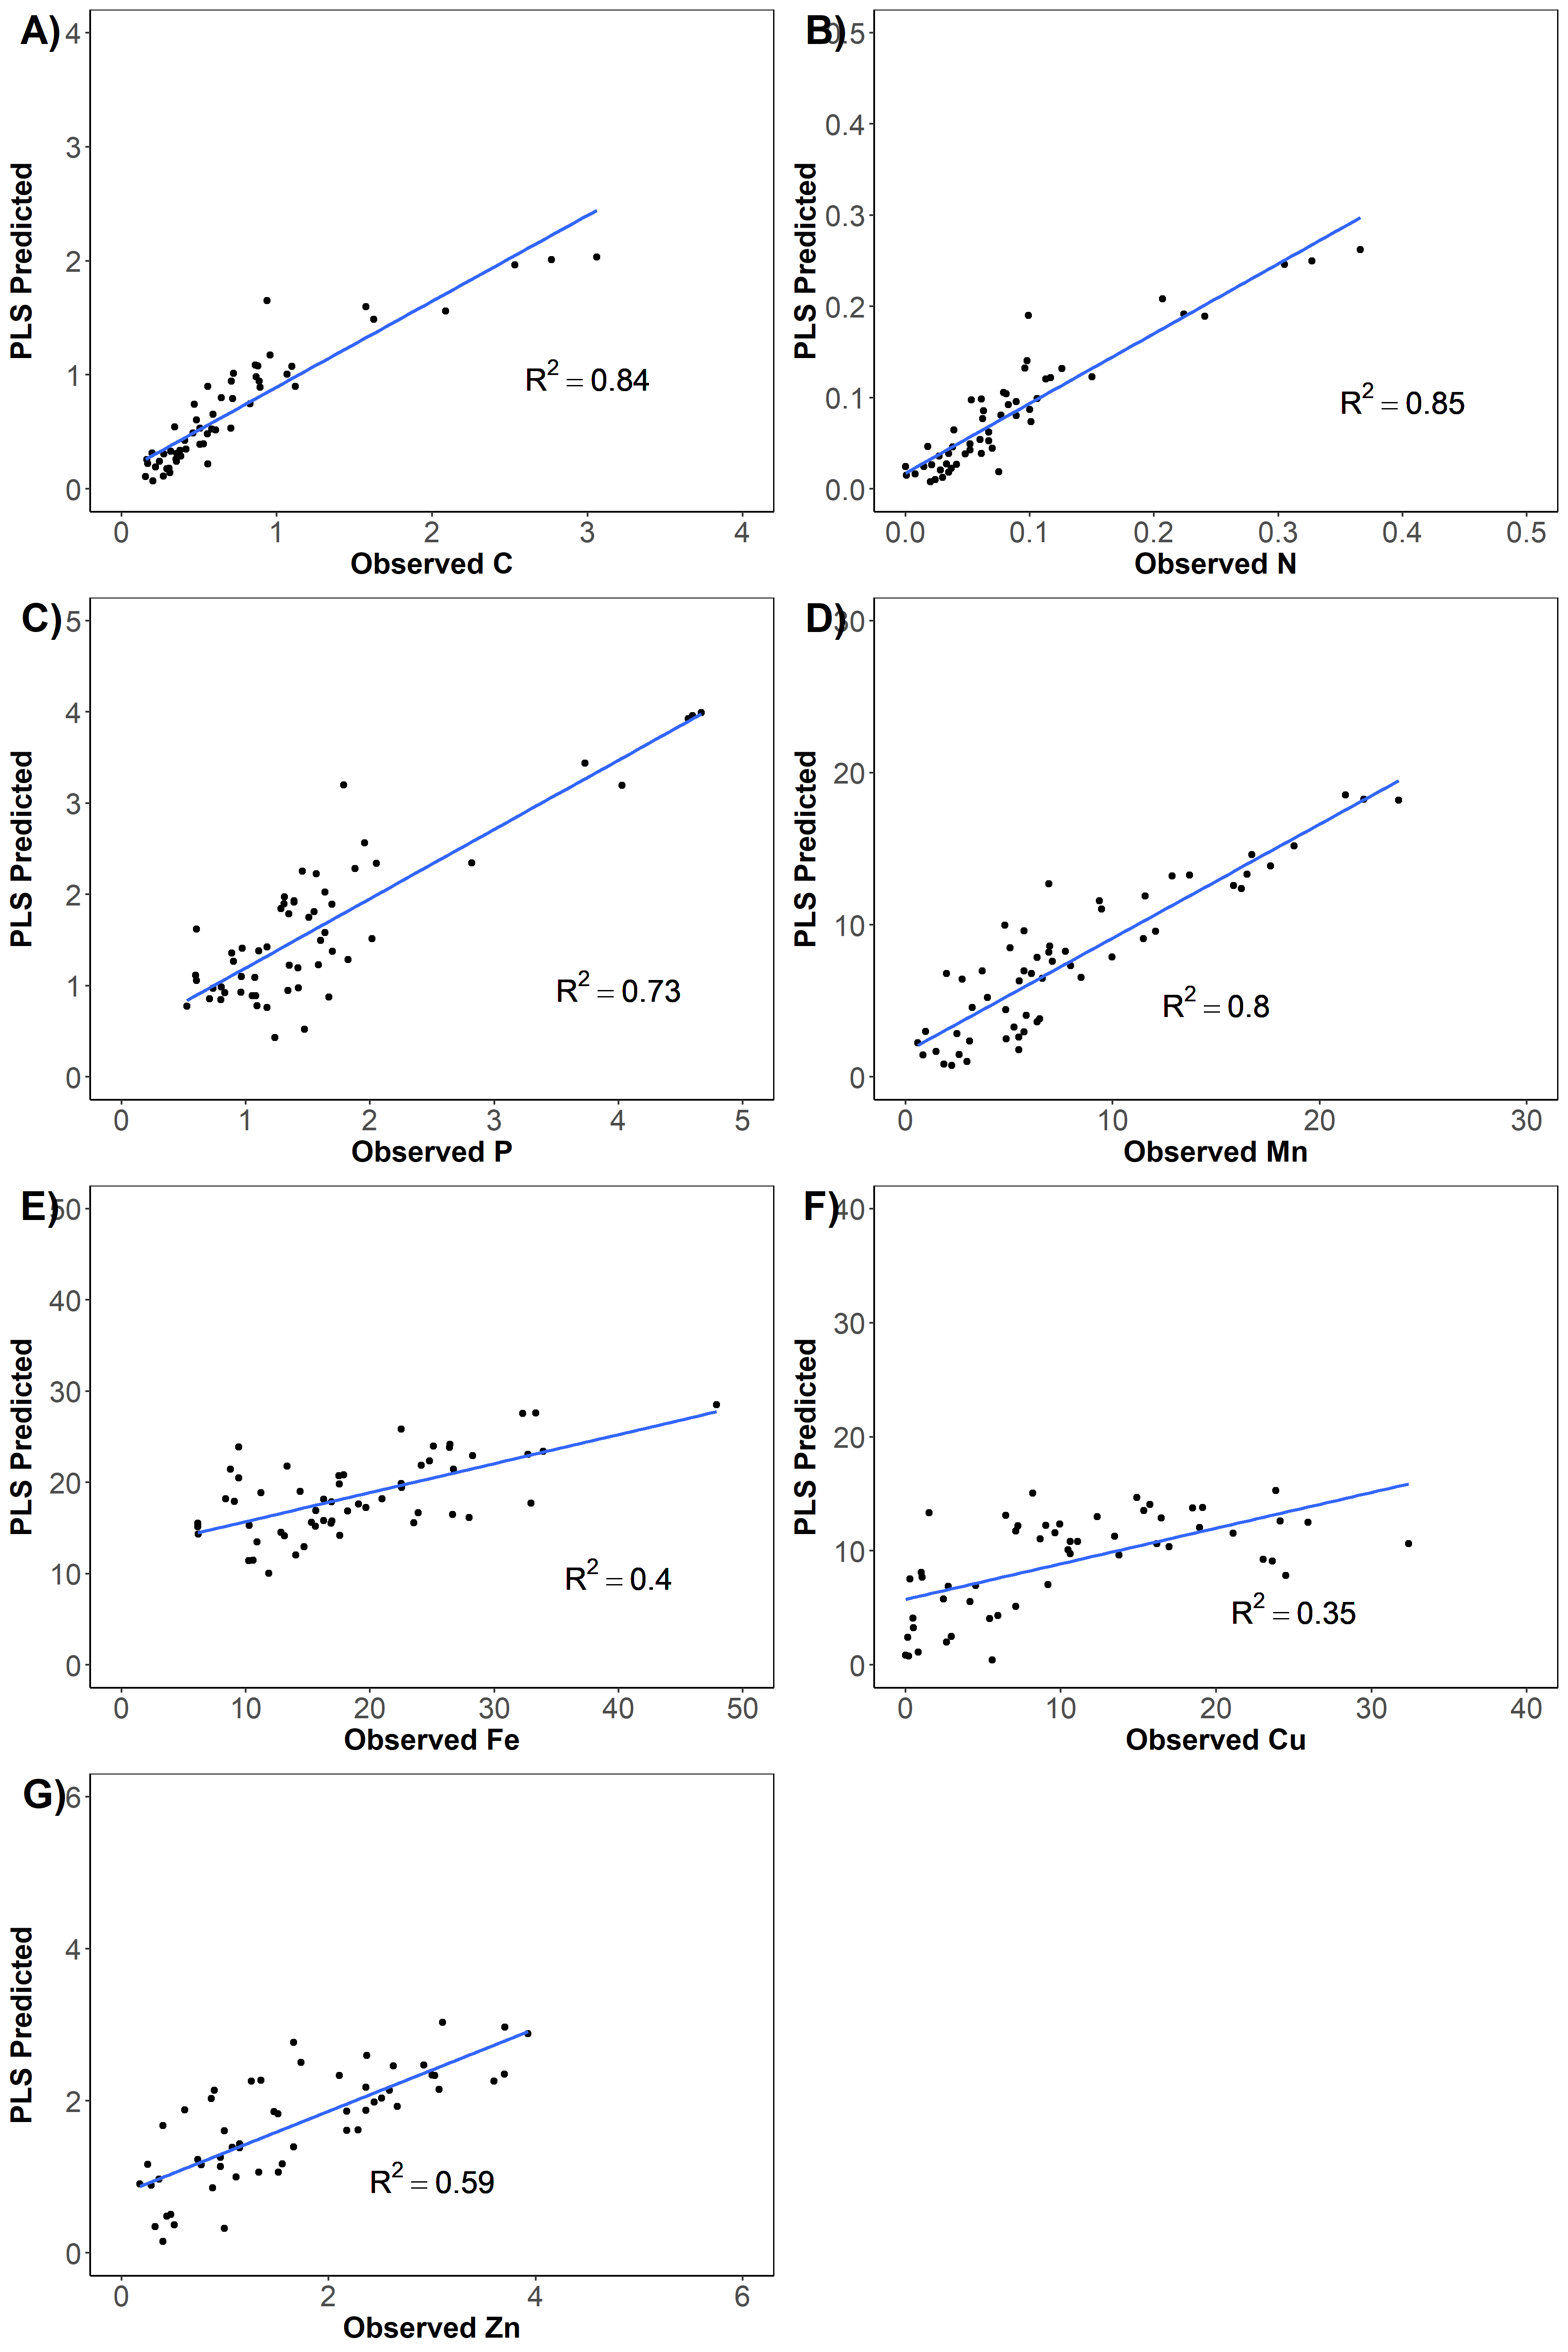 A)
4
3
2
1
0
PLS Predicted
R² = 0.84
0 1 2 3 4
Observed C
B)
0.5
0.4
0.3
0.2
0.1
0.0
PLS Predicted
R² = 0.85
0.0 0.1 0.2 0.3 0.4 0.5
Observed N
C)
5
4
3
2
1
0
PLS Predicted
R² = 0.73
0 1 2 3 4 5
Observed P
D)
30
20
10
0
PLS Predicted
R² = 0.8
0 10 20 30
Observed Mn
E)
50
40
30
20
10
0
PLS Predicted
R² = 0.4
0 10 20 30 40 50
Observed Fe
F)
40
30
20
10
0
PLS Predicted
R² = 0.35
0 10 20 30 40
Observed Cu
G)
6
4
2
0
PLS Predicted
R² = 0.59
0 2 4 6
Observed Zn